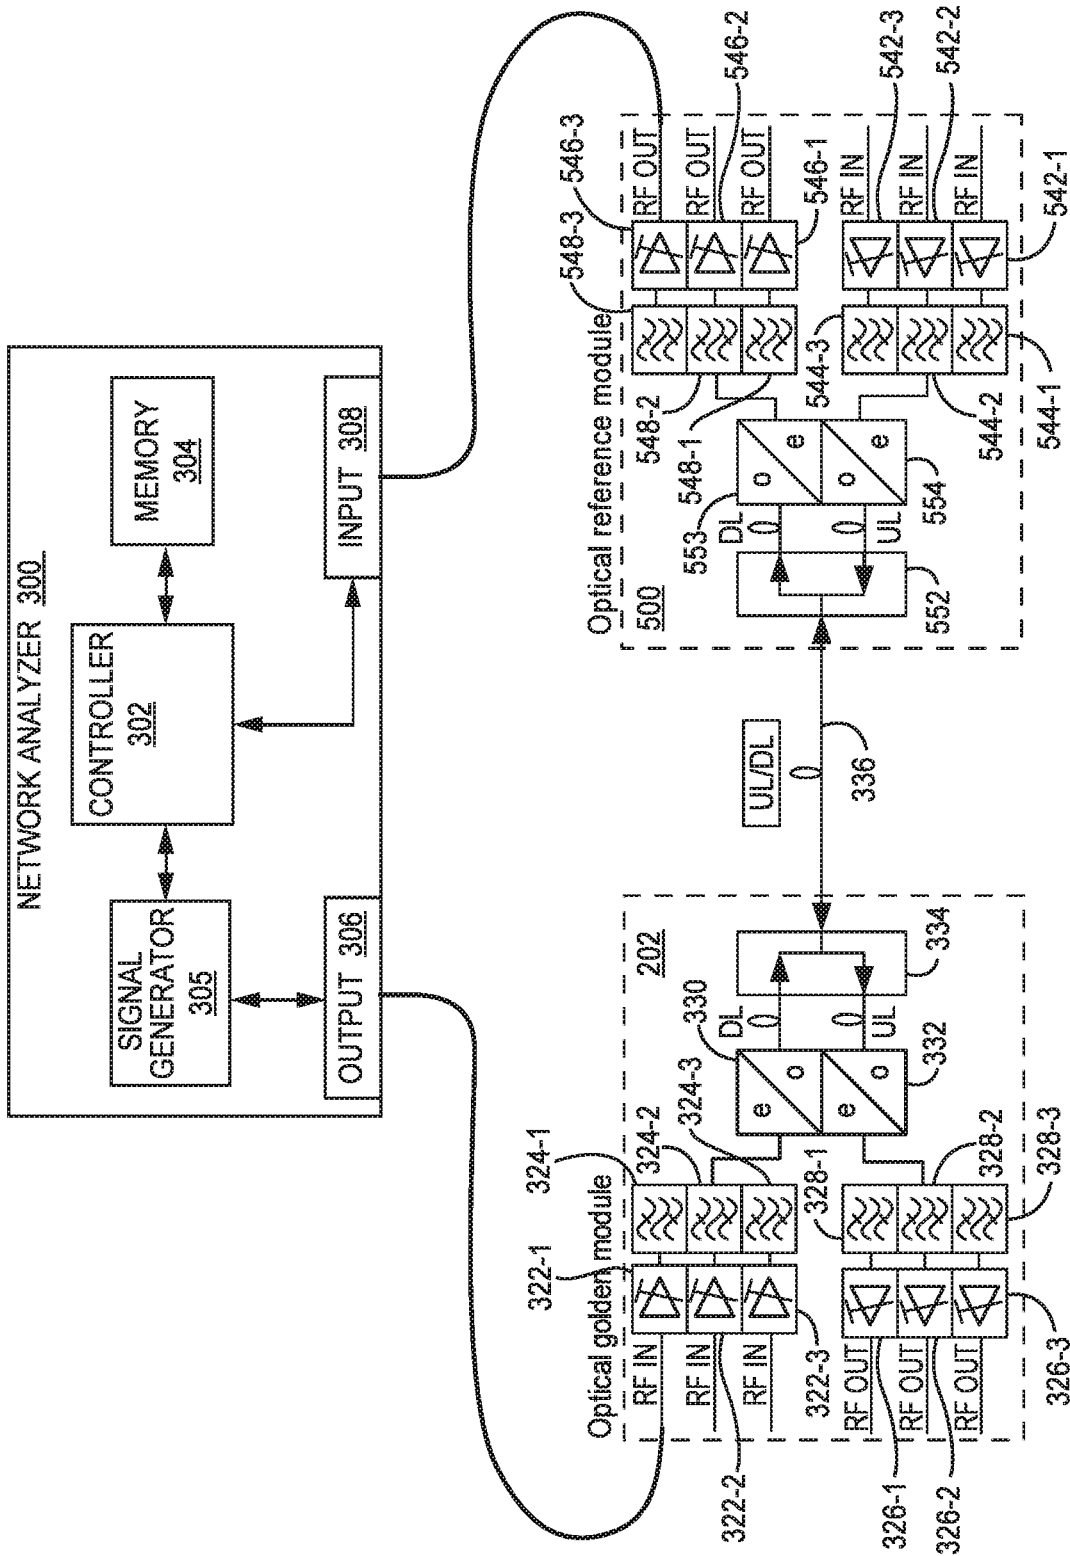 NETWORK ANALYZER 300
SIGNAL
GENERATOR
305
CONTROLLER
302
MEMORY
304
OUTPUT 306
INPUT 308
Optical golden module
202
322-1
324-1
324-2
330
324-3
RF IN
RF IN
RF IN
e
o
DL
322-2
322-3
328-1
e
o
UL
RF OUT
RF OUT
RF OUT
332
334
328-2
328-3
326-1
326-2
326-3
UL/DL
336
Optical reference module
500
548-3
546-3
546-2
RF OUT
RF OUT
RF OUT
553
548-2
548-1
546-1
DL
o
e
544-3
542-3
542-2
UL
o
e
RF IN
RF IN
RF IN
552
554
544-2
544-1
542-1